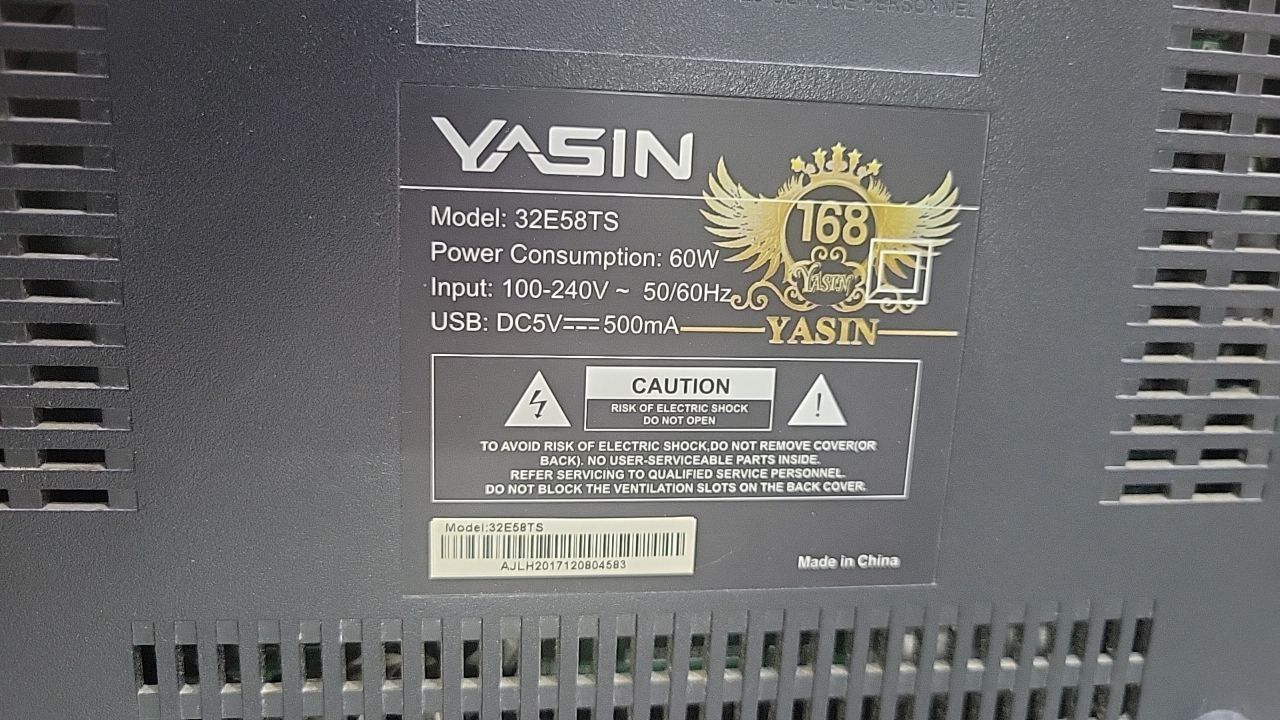 SERVICE PERSONNEL
YASIN
168
YASIN
YASIN
Model: 32E58TS
Power Consumption: 60W
Input: 100-240V ~ 50/60Hz
USB: DC5V⎓500mA
CAUTION
RISK OF ELECTRIC SHOCK
DO NOT OPEN
TO AVOID RISK OF ELECTRIC SHOCK,DO NOT REMOVE COVER(OR
BACK). NO USER-SERVICEABLE PARTS INSIDE.
REFER SERVICING TO QUALIFIED SERVICE PERSONNEL.
DO NOT BLOCK THE VENTILATION SLOTS ON THE BACK COVER.
Model:32E58TS
AJLH2017120804583
Made in China